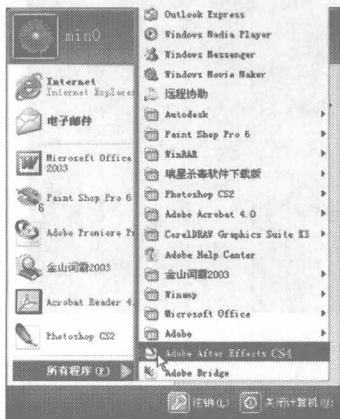 min0
Internet
Internet Explorer
电子邮件
Microsoft Office
2003
Paint Shop Pro 6
6
Adobe Premiere Pr
金山词霸2003
Acrobat Reader 4.
Photoshop CS2
所有程序(P)
Outlook Express
Windows Media Player
Windows Messenger
Windows Movie Maker
远程协助
Autodesk
Paint Shop Pro 6
WinRAR
瑞星杀毒软件下载版
Photoshop CS2
Adobe Acrobat 4.0
CorelDRAW Graphics Suite X3
Adobe Help Center
金山词霸2003
Winamp
Microsoft Office
Adobe
Adobe After Effects CS4
Adobe Bridge
注销(L)
关闭计算机(U)